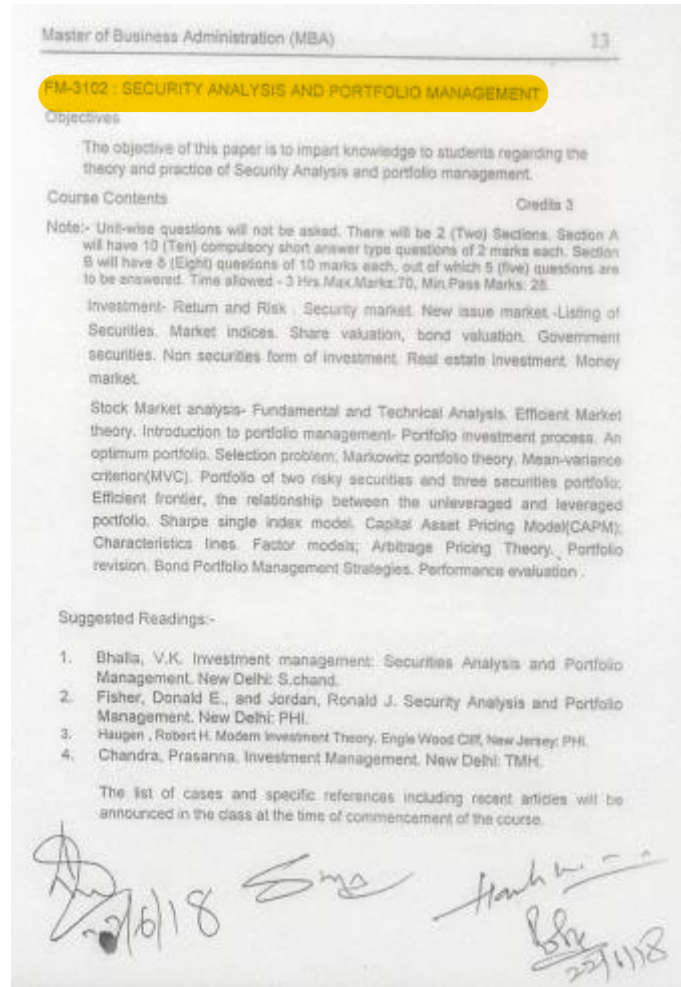 Master of Business Administration (MBA) 13
FM-3102 : SECURITY ANALYSIS AND PORTFOLIO MANAGEMENT
Objectives
The objective of this paper is to impart knowledge to students regarding the
theory and practice of Security Analysis and portfolio management.
Course Contents Credits 3
Note:- Unit-wise questions will not be asked. There will be 2 (Two) Sections. Section A
will have 10 (Ten) compulsory short answer type questions of 2 marks each. Section
B will have 8 (Eight) questions of 10 marks each, out of which 5 (five) questions are
to be answered. Time allowed - 3 Hrs.Max.Marks:70, Min.Pass Marks: 28.
Investment- Return and Risk . Security market. New issue market -Listing of
Securities. Market indices. Share valuation, bond valuation. Government
securities. Non securities form of investment. Real estate Investment. Money
market.
Stock Market analysis- Fundamental and Technical Analysis. Efficient Market
theory. Introduction to portfolio management- Portfolio investment process. An
optimum portfolio. Selection problem; Markowitz portfolio theory. Mean-variance
criterion(MVC). Portfolio of two risky securities and three securities portfolio;
Efficient frontier, the relationship between the unleveraged and leveraged
portfolio. Sharpe single index model. Capital Asset Pricing Model(CAPM);
Characteristics lines. Factor models; Arbitrage Pricing Theory. Portfolio
revision. Bond Portfolio Management Strategies. Performance evaluation .
Suggested Readings:-
1. Bhalla, V.K. Investment management: Securities Analysis and Portfolio
Management. New Delhi: S.chand.
2. Fisher, Donald E., and Jordan, Ronald J. Security Analysis and Portfolio
Management. New Delhi: PHI.
3. Haugen , Robert H. Modern Investment Theory. Engle Wood Cliff, New Jersey: PHI.
4. Chandra, Prasanna. Investment Management. New Delhi: TMH.
The list of cases and specific references including recent articles will be
announced in the class at the time of commencement of the course.
/6/18
22/6/18